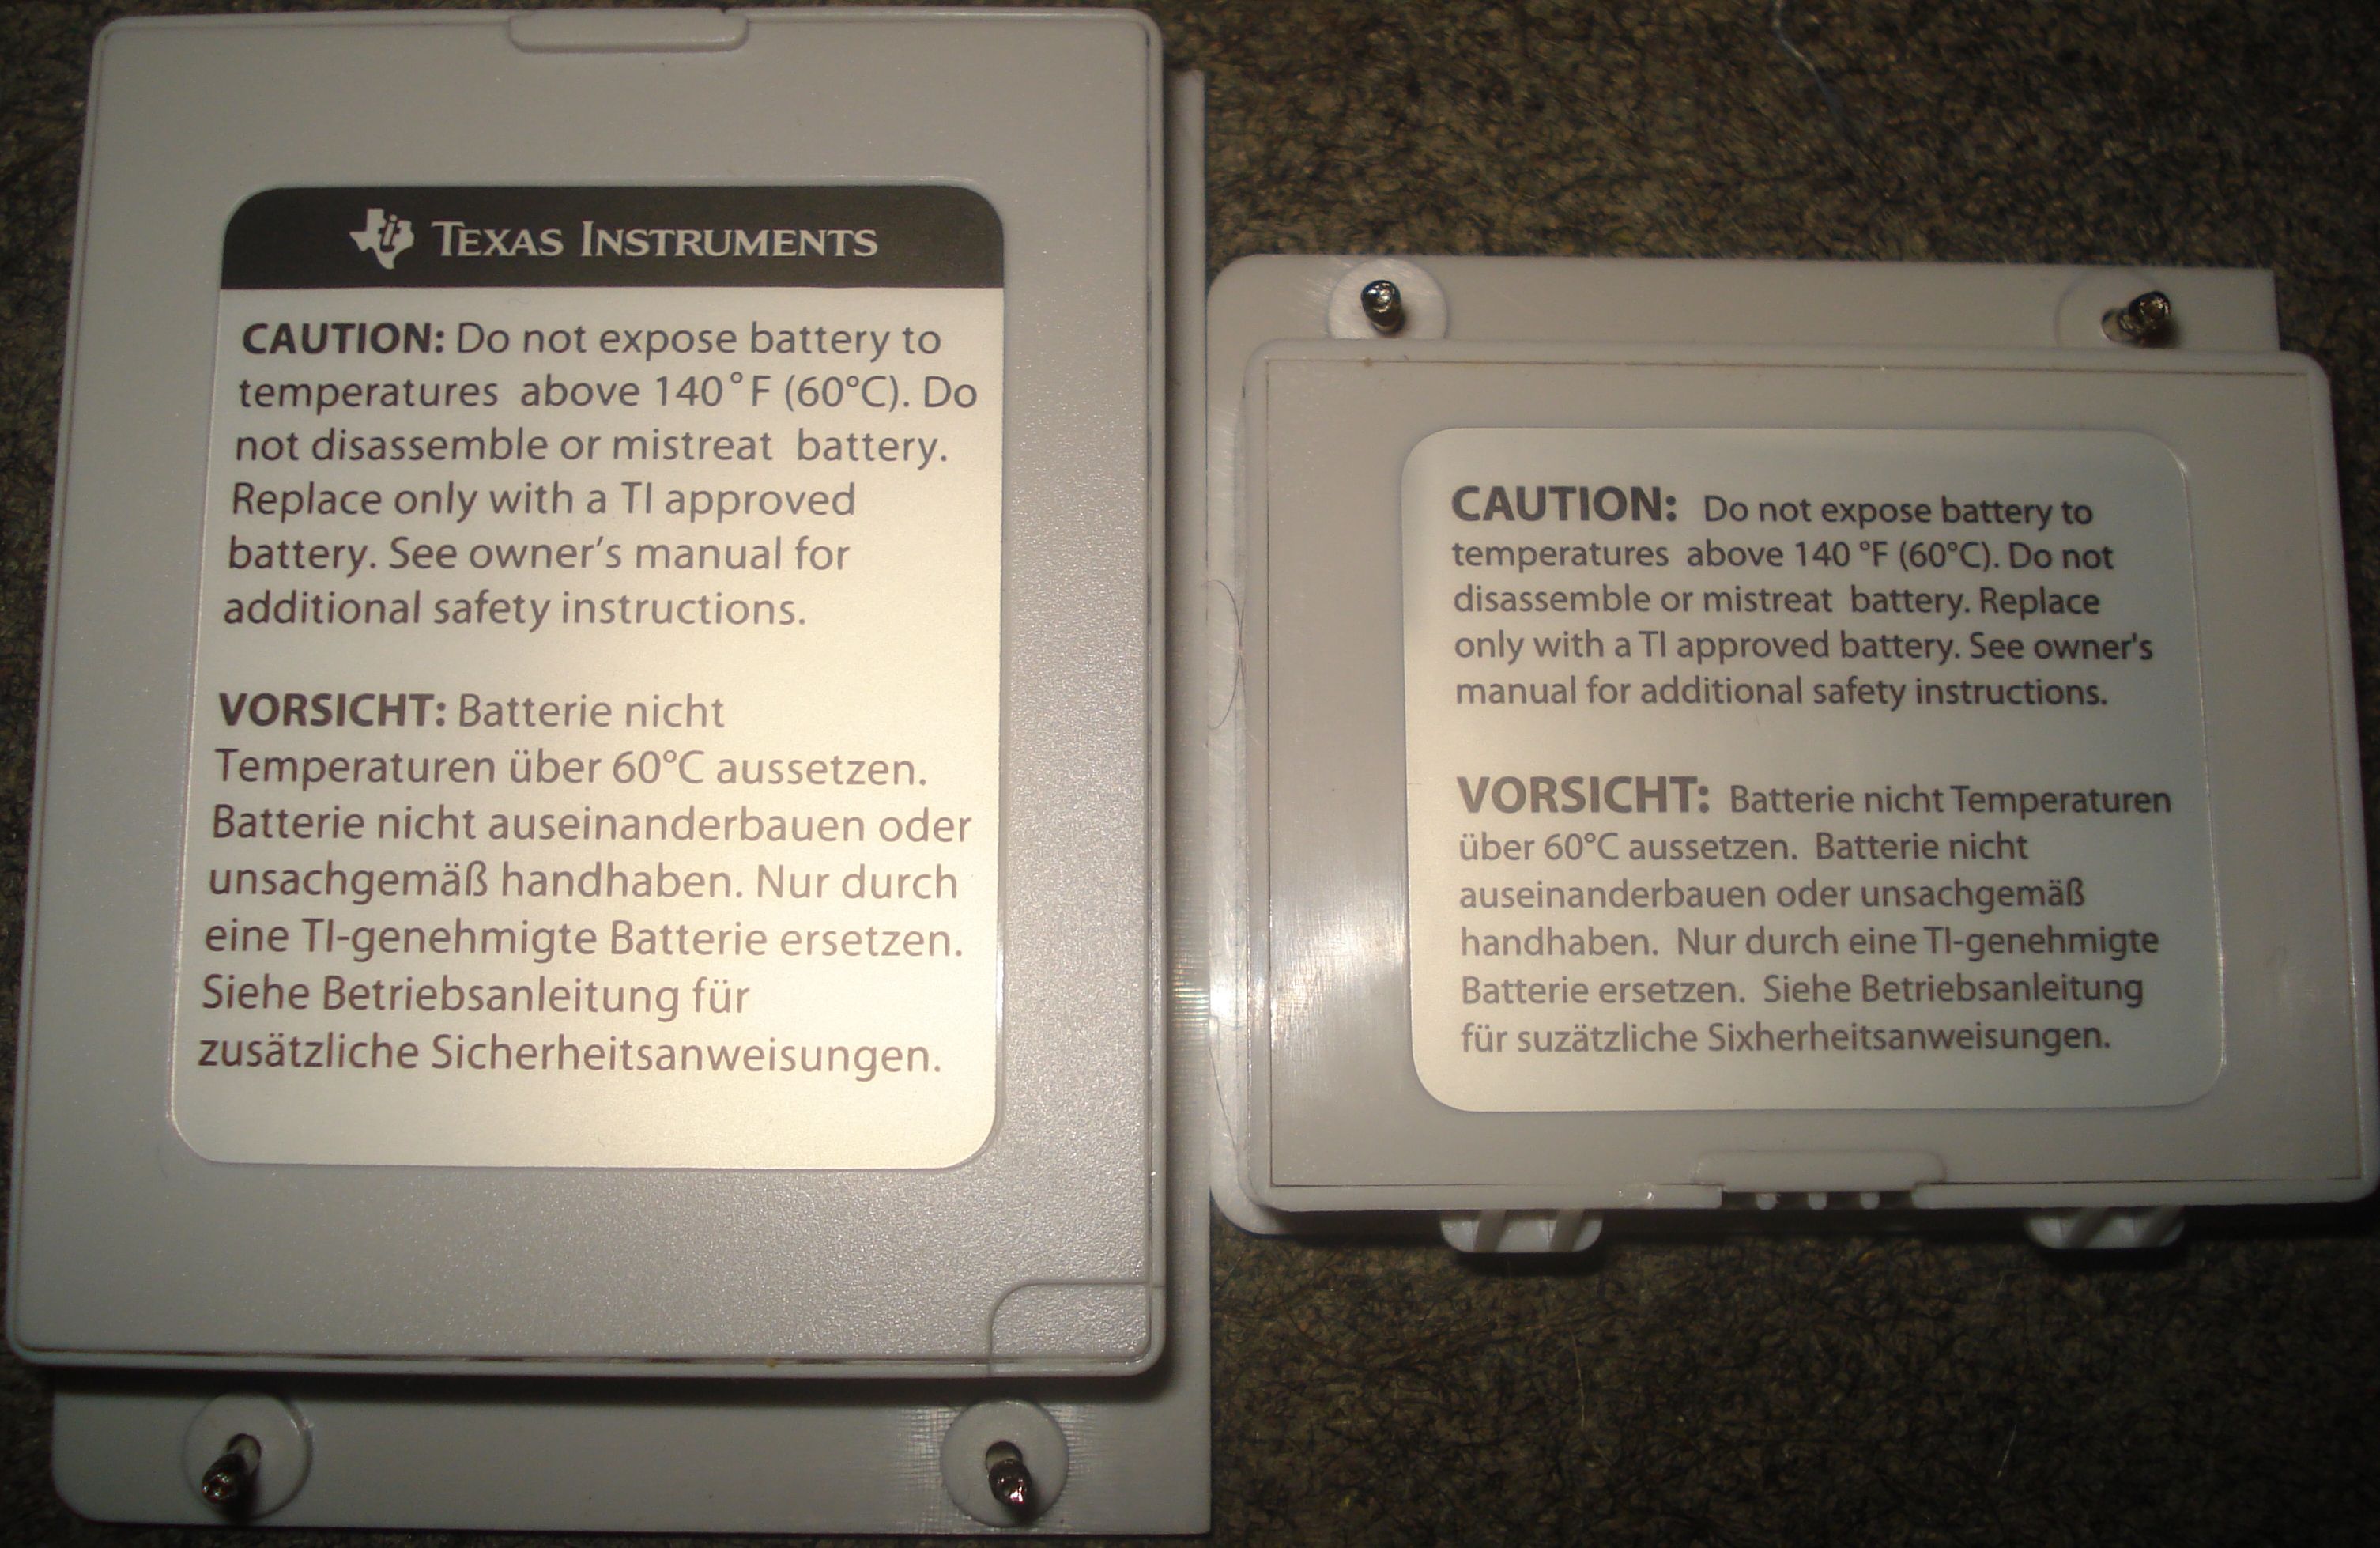 TEXAS INSTRUMENTS
CAUTION: Do not expose battery to
temperatures above 140°F (60°C). Do
not disassemble or mistreat battery.
Replace only with a TI approved
battery. See owner's manual for
additional safety instructions.
VORSICHT: Batterie nicht
Temperaturen über 60°C aussetzen.
Batterie nicht auseinanderbauen oder
unsachgemäß handhaben. Nur durch
eine TI-genehmigte Batterie ersetzen.
Siehe Betriebsanleitung für
zusätzliche Sicherheitsanweisungen.
CAUTION: Do not expose battery to
temperatures above 140 °F (60°C). Do not
disassemble or mistreat battery. Replace
only with a TI approved battery. See owner's
manual for additional safety instructions.
VORSICHT: Batterie nicht Temperaturen
über 60°C aussetzen. Batterie nicht
auseinanderbauen oder unsachgemäß
handhaben. Nur durch eine TI-genehmigte
Batterie ersetzen. Siehe Betriebsanleitung
für suzätzliche Sixherheitsanweisungen.